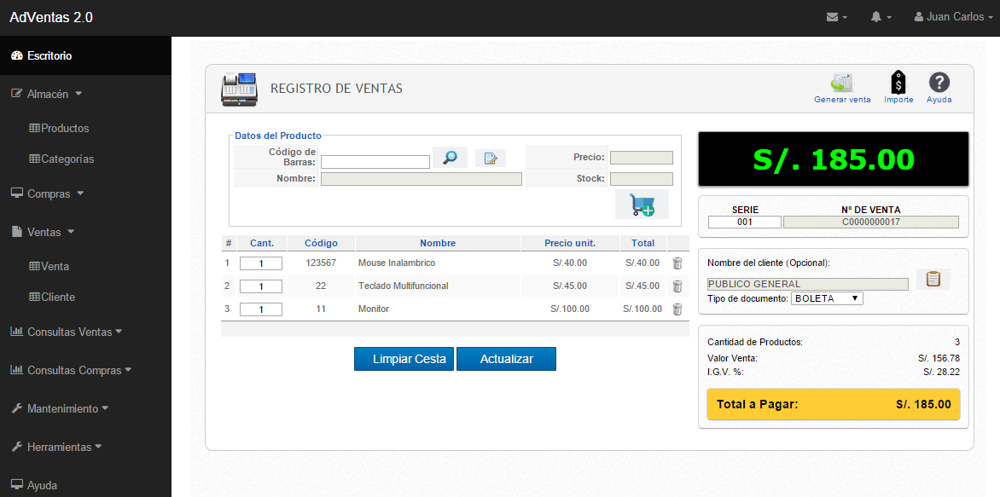 AdVentas 2.0
Juan Carlos
Escritorio
Almacén
Productos
Categorías
Compras
Ventas
Venta
Cliente
Consultas Ventas
Consultas Compras
Mantenimiento
Herramientas
Ayuda
REGISTRO DE VENTAS
Generar venta
Importe
Ayuda
Datos del Producto
Código de
Barras:
Precio:
Nombre:
Stock:
# Cant. Código Nombre Precio unit. Total
1 1 123567 Mouse Inalambrico S/.40.00 S/.40.00
2 1 22 Teclado Multifuncional S/.45.00 S/.45.00
3 1 11 Monitor S/.100.00 S/.100.00
Limpiar Cesta
Actualizar
S/. 185.00
SERIE Nº DE VENTA
001 C0000000017
Nombre del cliente (Opcional):
PUBLICO GENERAL
Tipo de documento: BOLETA
Cantidad de Productos: 3
Valor Venta: S/. 156.78
I.G.V. %: S/. 28.22
Total a Pagar: S/. 185.00